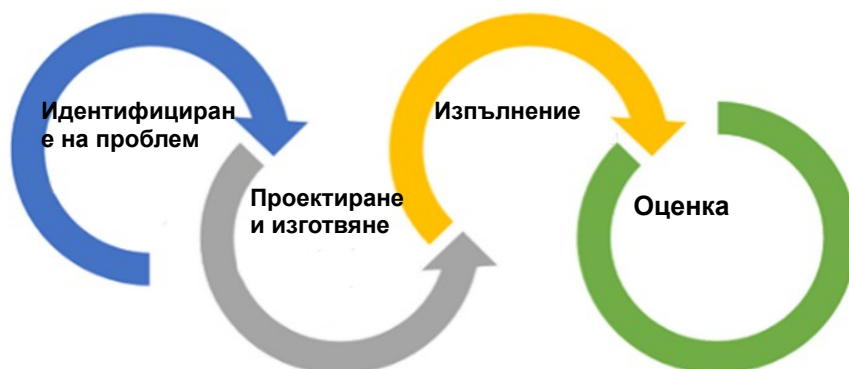 Идентифициран
е на проблем
Проектиране
и изготвяне
Изпълнение
Оценка